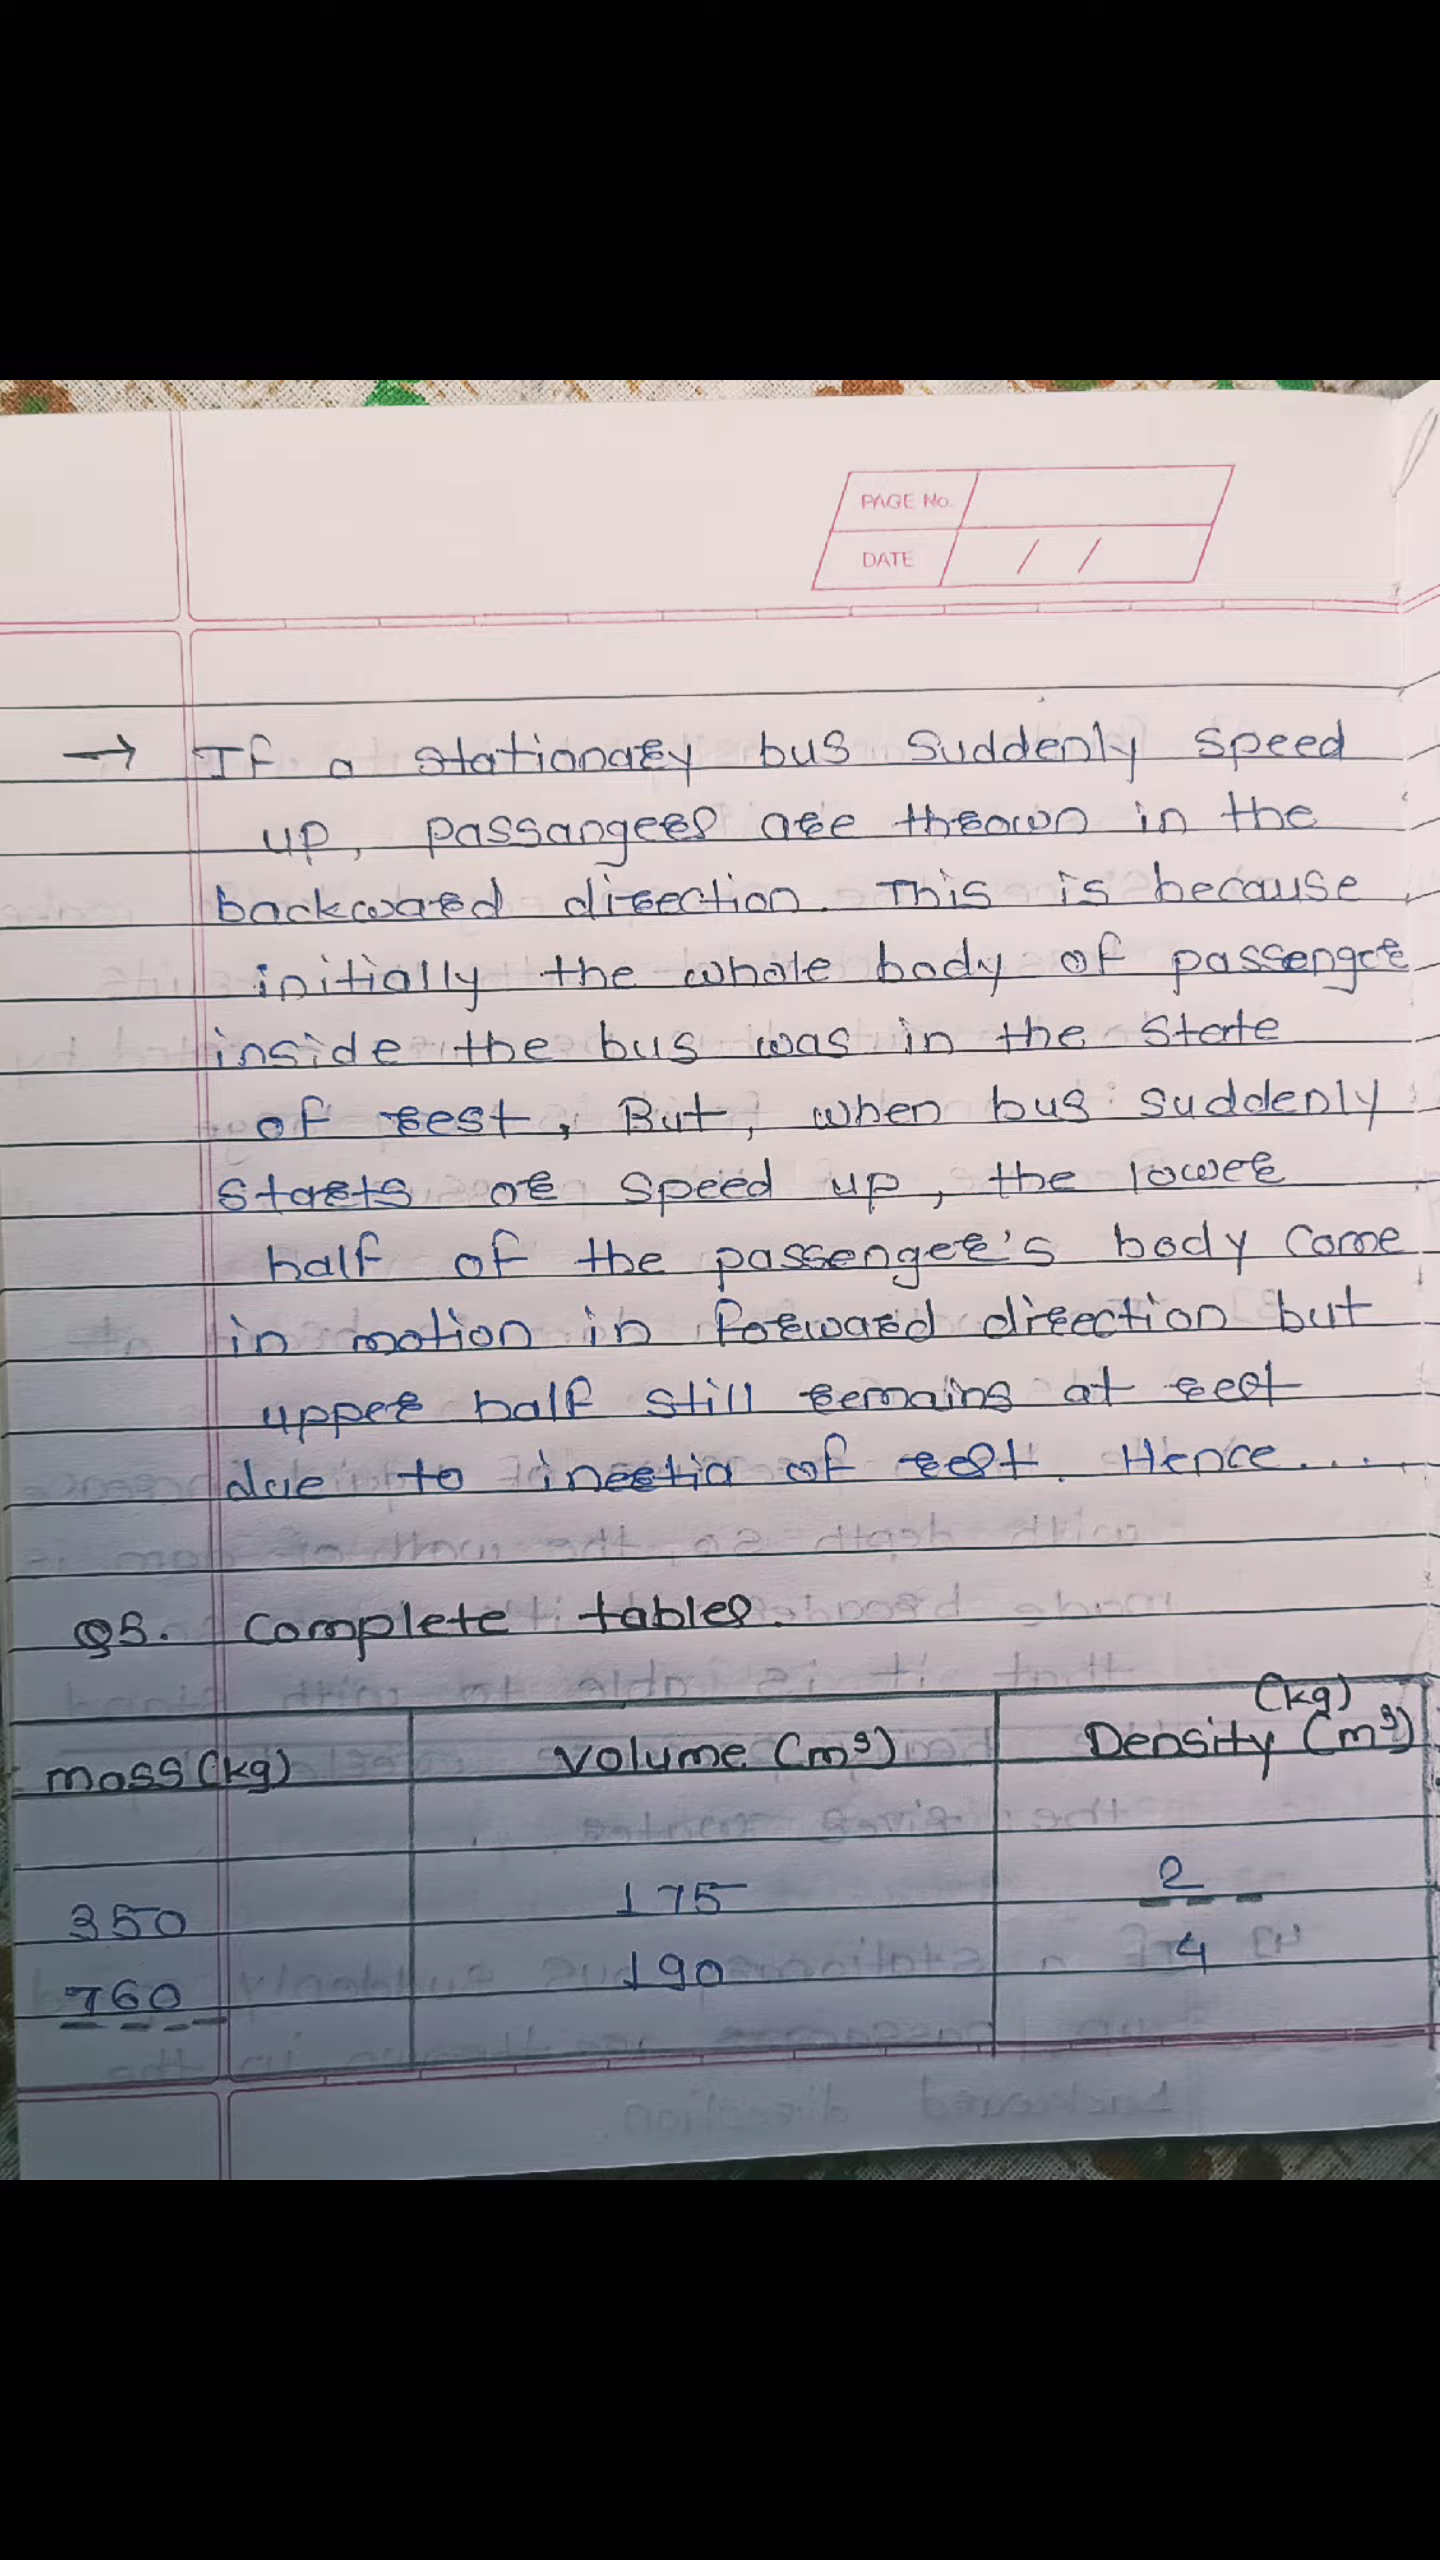 PAGE No.
DATE / /
→ If a stationary bus suddenly speed
up, passangers are thrown in the
backward direction. This is because
initially the whole body of passenger
inside the bus was in the state
of rest, But, when bus suddenly
starts or speed up, the lower
half of the passenger's body come
in motion in forward direction but
upper half still remains at rest
due to inertia of rest. Hence....
Q5. Complete tables.
mass (kg) Volume (m³) Density (kg) (m³)
350 175 2
760 190 4